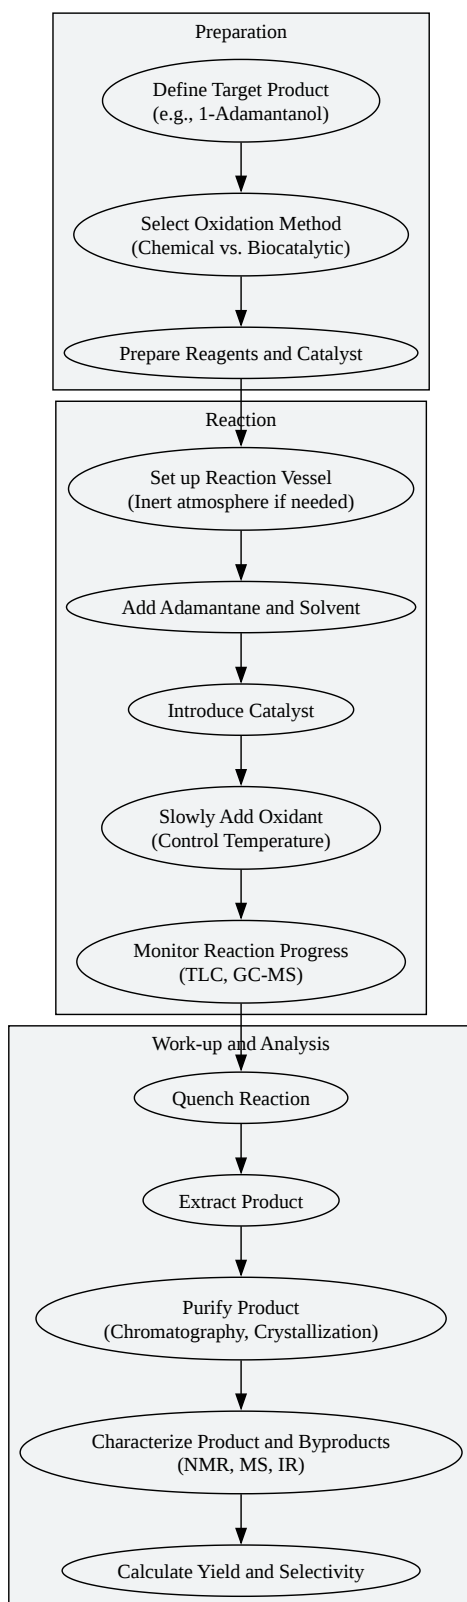 Preparation
Define Target Product
(e.g., 1-Adamantanol)
Select Oxidation Method
(Chemical vs. Biocatalytic)
Prepare Reagents and Catalyst
Reaction
Set up Reaction Vessel
(Inert atmosphere if needed)
Add Adamantane and Solvent
Introduce Catalyst
Slowly Add Oxidant
(Control Temperature)
Monitor Reaction Progress
(TLC, GC-MS)
Work-up and Analysis
Quench Reaction
Extract Product
Purify Product
(Chromatography, Crystallization)
Characterize Product and Byproducts
(NMR, MS, IR)
Calculate Yield and Selectivity